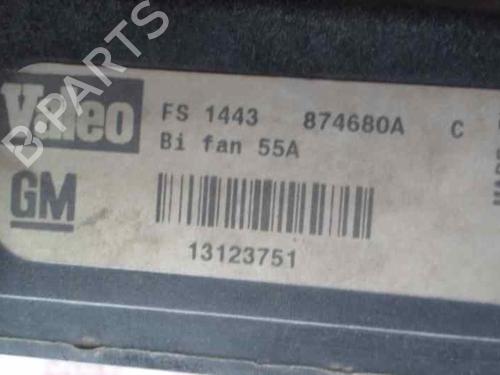 Valeo
FS 1443 874680A C
Bi fan 55A
GM
13123751
B-PARTS